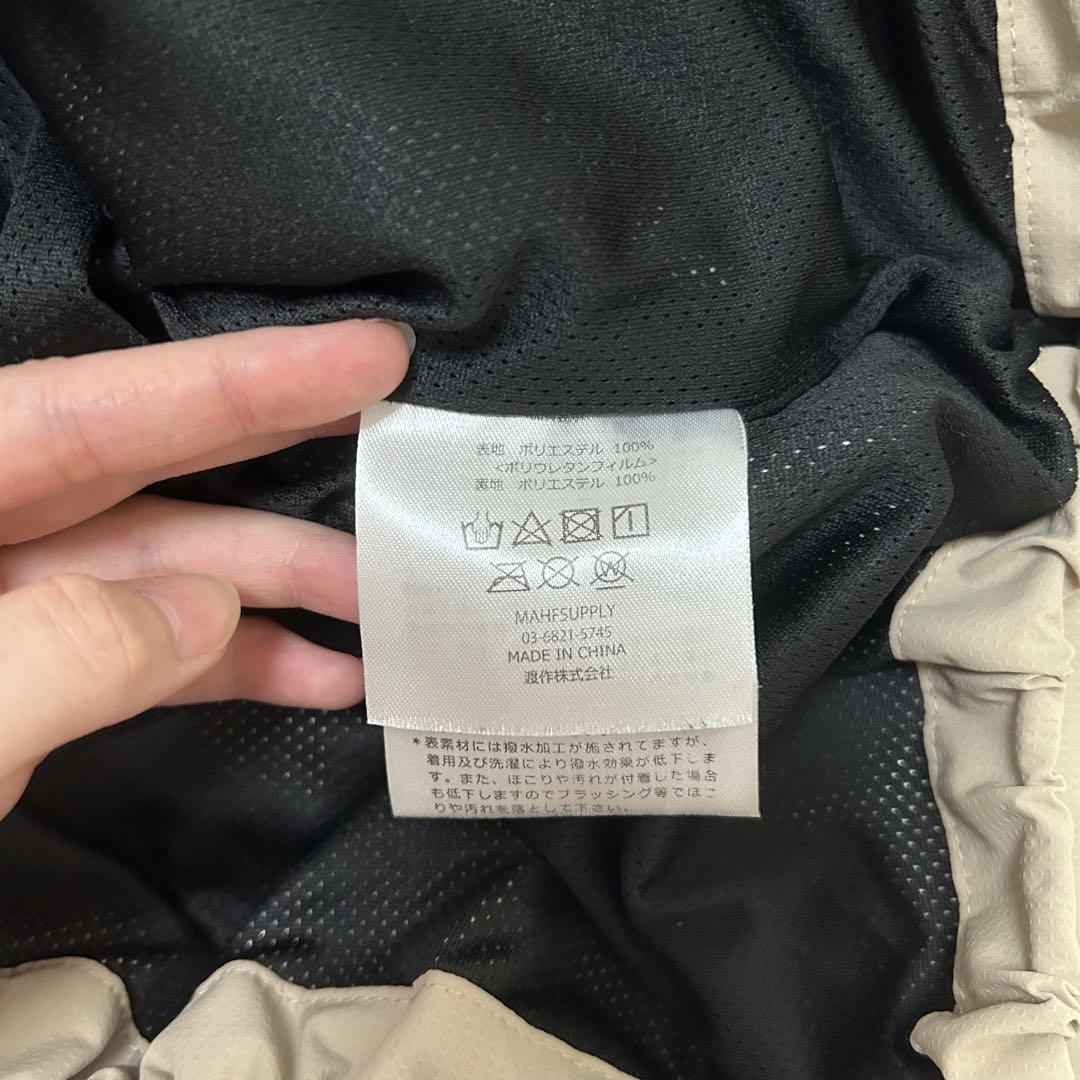 表地 ポリエステル 100%
<ポリウレタンフィルム>
裏地 ポリエステル 100%
MAHFSUPPLY
03-6821-5745
MADE IN CHINA
渡作株式会社
*表素材には撥水加工が施されてますが、
着用及び洗濯により撥水効果が低下しま
す。また、ほこりや汚れが付着した場合
も低下しますのでブラッシング等でほこ
りや汚れを落として下さい。